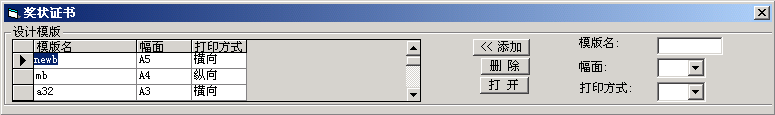 奖状证书
设计模版
模版名 幅面 打印方式
newb A5 横向
mb A4 纵向
a32 A3 横向
<< 添加
删 除
打 开
模版名:
幅面:
打印方式: